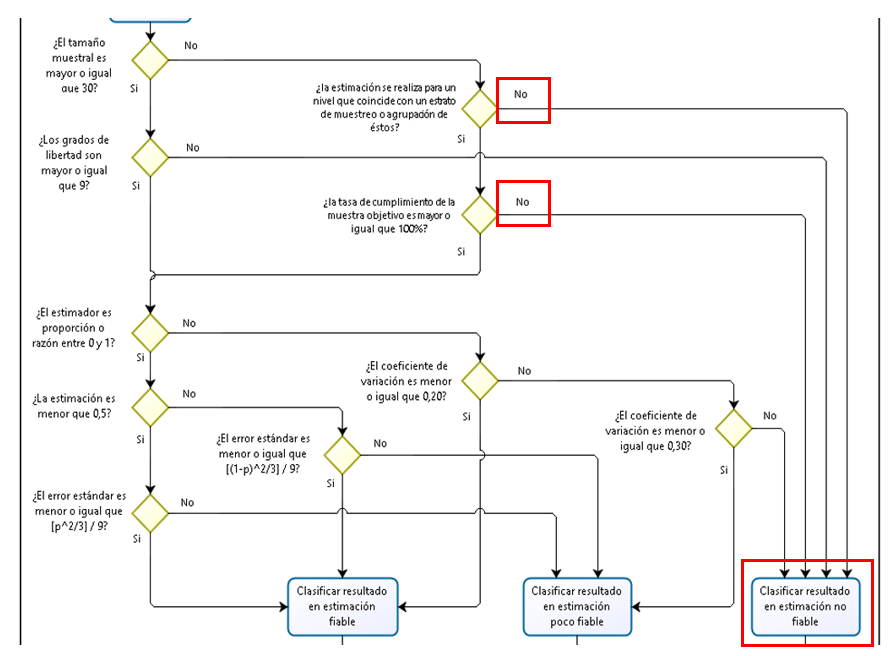 ¿El tamaño
muestral es
mayor o igual
que 30?
No
Si
¿la estimación se realiza para un
nivel que coincide con un estrato
de muestreo o agrupación de
éstos?
No
Si
¿Los grados de
libertad son
mayor o igual
que 9?
No
Si
¿la tasa de cumplimiento de la
muestra objetivo es mayor o
igual que 100%?
No
Si
¿El estimador es
proporción o
razón entre 0 y 1?
No
Si
¿El coeficiente de
variación es menor
o igual que 0,20?
No
Si
¿La estimación es
menor que 0,5?
No
Si
¿El coeficiente de
variación es menor o
igual que 0,30?
No
Si
¿El error estándar es
menor o igual que
[(1-p)^2/3] / 9?
No
Si
¿El error estándar es
menor o igual que
[p^2/3] / 9?
No
Si
Clasificar resultado
en estimación
fiable
Clasificar resultado
en estimación
poco fiable
Clasificar resultado
en estimación no
fiable